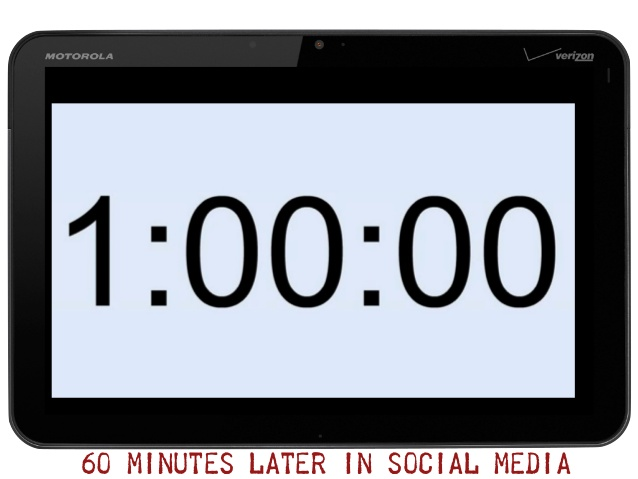 MOTOROLA verizon
1:00:00
60 MINUTES LATER IN SOCIAL MEDIA